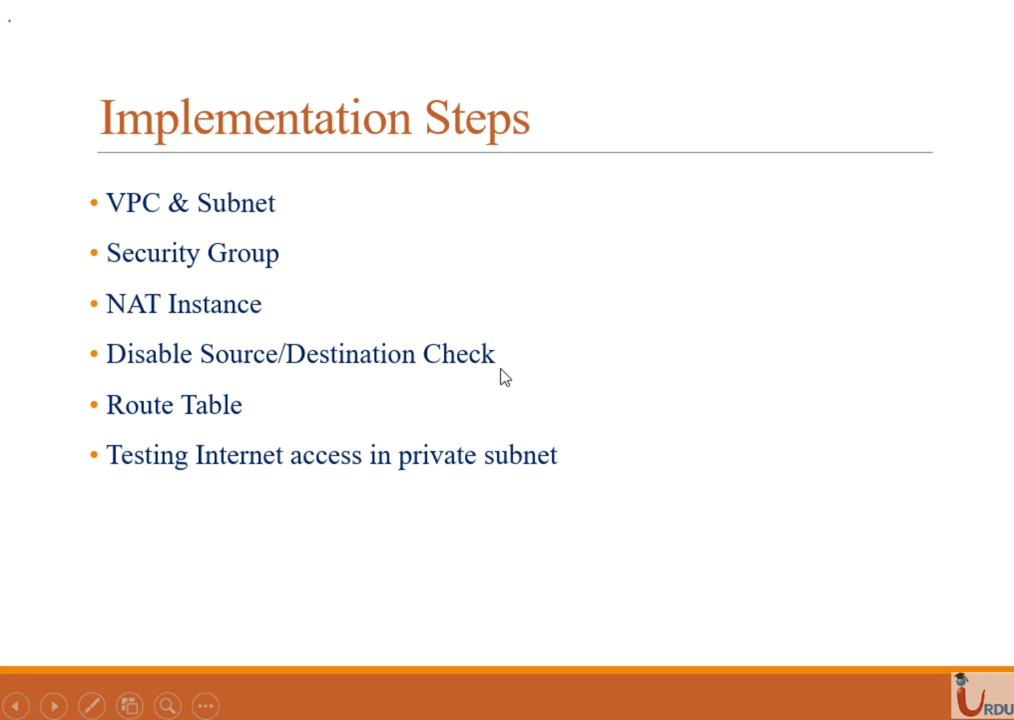 Implementation Steps
• VPC & Subnet
• Security Group
• NAT Instance
• Disable Source/Destination Check
• Route Table
• Testing Internet access in private subnet
URDU